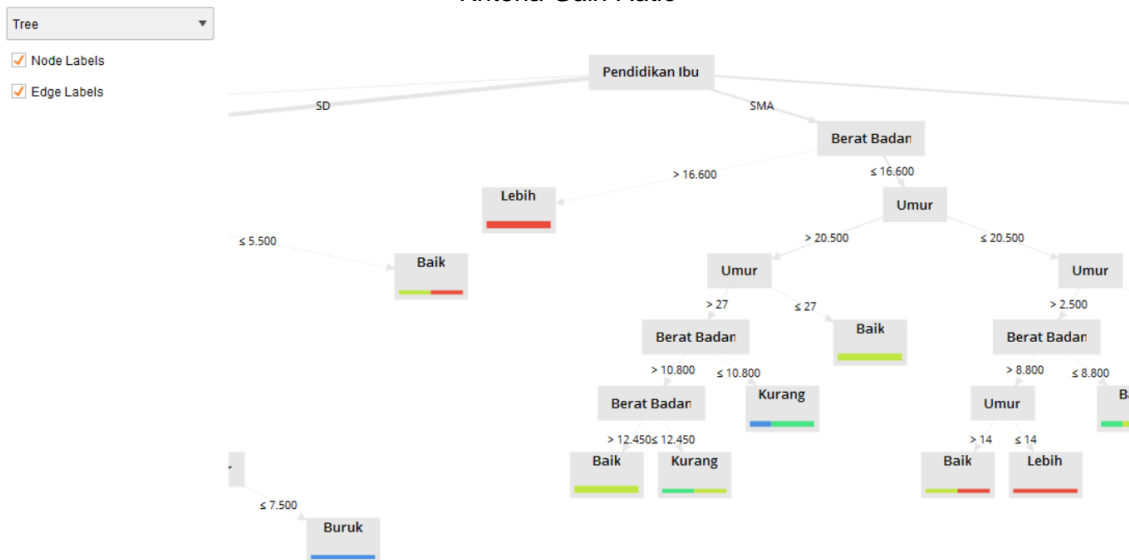 Kriteria Gain Ratio
Tree
Node Labels
Edge Labels
Pendidikan Ibu
SD
SMA
Berat Badan
> 16.600
≤ 16.600
Lebih
Umur
≤ 5.500
> 20.500
≤ 20.500
Baik
Umur
Umur
> 27
≤ 27
> 2.500
Berat Badan
Baik
Berat Badan
> 10.800
≤ 10.800
> 8.800
≤ 8.800
Berat Badan
Kurang
Umur
> 12.450
≤ 12.450
> 14
≤ 14
Baik
Kurang
Baik
Lebih
≤ 7.500
Buruk